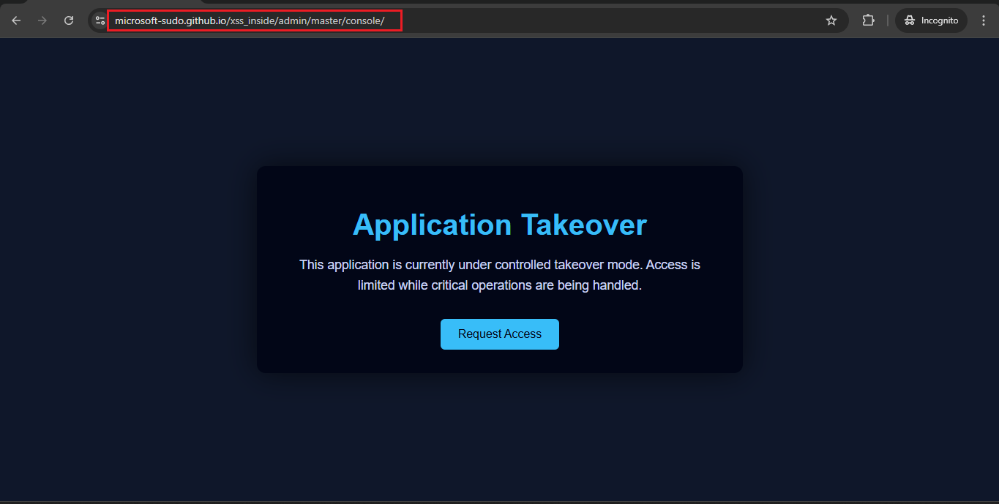 microsoft-sudo.github.io/xss_inside/admin/master/console/
Incognito
Application Takeover
This application is currently under controlled takeover mode. Access is
limited while critical operations are being handled.
Request Access